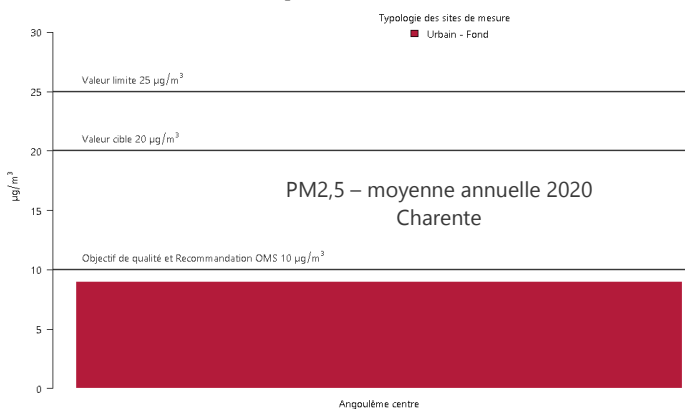 Typologie des sites de mesure
Urbain - Fond
30
Valeur limite 25 µg/m³
25
Valeur cible 20 µg/m³
20
µg/m³
PM2,5 – moyenne annuelle 2020
Charente
15
Objectif de qualité et Recommandation OMS 10 µg/m³
10
5
0
Angoulême centre